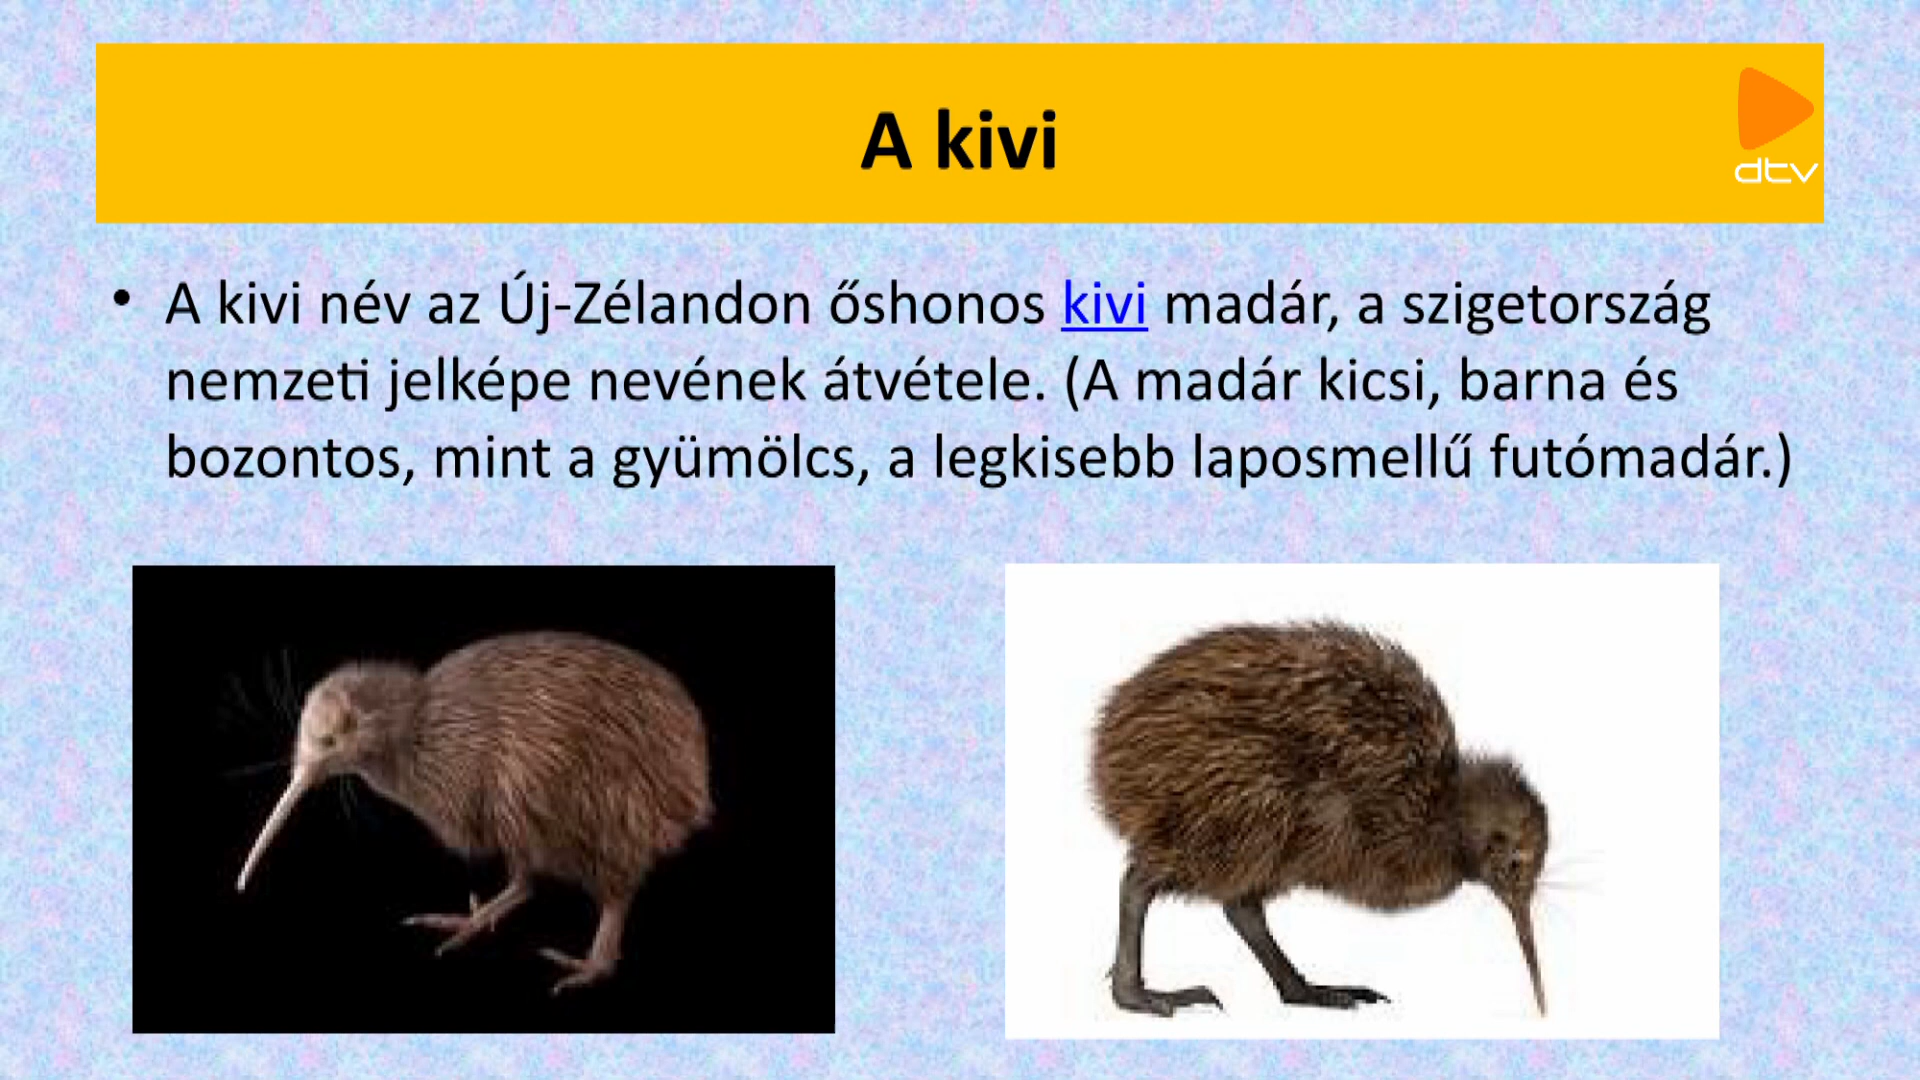 A kivi
dtv
• A kivi név az Új-Zélandon őshonos kivi madár, a szigetország
nemzeti jelképe nevének átvétele. (A madár kicsi, barna és
bozontos, mint a gyümölcs, a legkisebb laposmellű futómadár.)